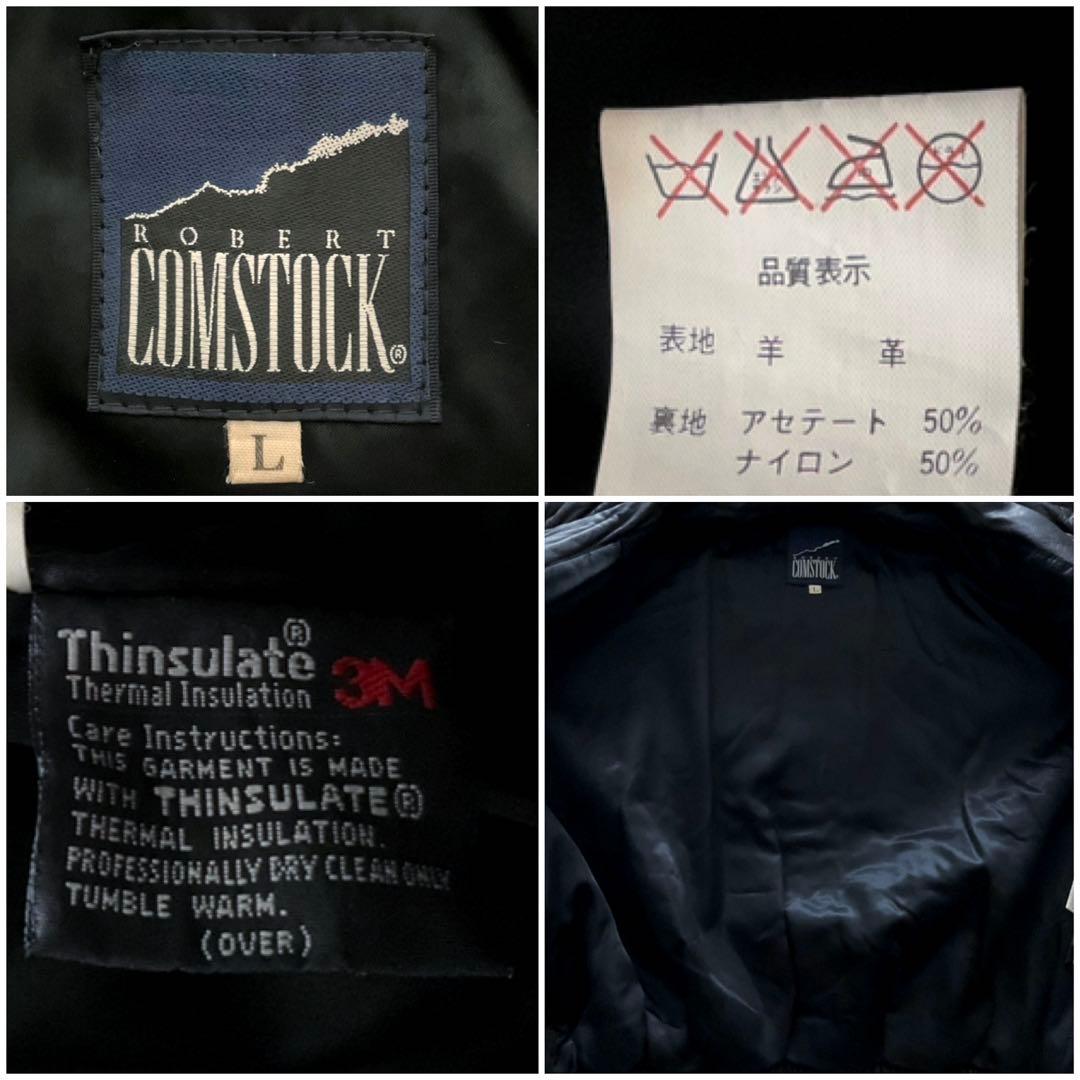 ROBERT
COMSTOCK®
L
品質表示
表地 羊 革
裏地 アセテート 50%
ナイロン 50%
Thinsulate®
Thermal Insulation 3M
Care Instructions:
THIS GARMENT IS MADE
WITH THINSULATE®
THERMAL INSULATION.
PROFESSIONALLY DRY CLEAN ONLY
TUMBLE WARM.
(OVER)
COMSTOCK
L